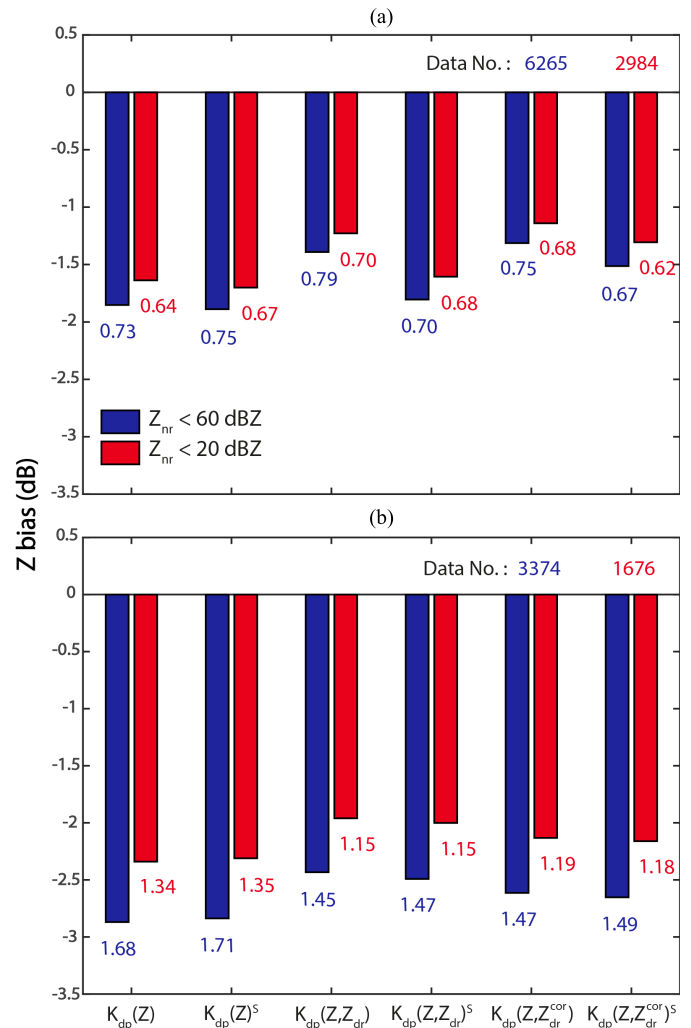 (a)
0.5
Data No. : 6265 2984
0
-0.5
-1
-1.5
-2
-2.5
-3
-3.5
0.73 0.64 0.75 0.67 0.79 0.70 0.70 0.68 0.75 0.68 0.67 0.62
Z_nr < 60 dBZ
Z_nr < 20 dBZ
Z bias (dB)
(b)
0.5
Data No. : 3374 1676
0
-0.5
-1
-1.5
-2
-2.5
-3
-3.5
1.68 1.34 1.71 1.35 1.45 1.15 1.47 1.15 1.47 1.19 1.49 1.18
K_dp(Z) K_dp(Z)^S K_dp(Z,Z_dr) K_dp(Z,Z_dr)^S K_dp(Z,Z_dr^cor) K_dp(Z,Z_dr^cor)^S